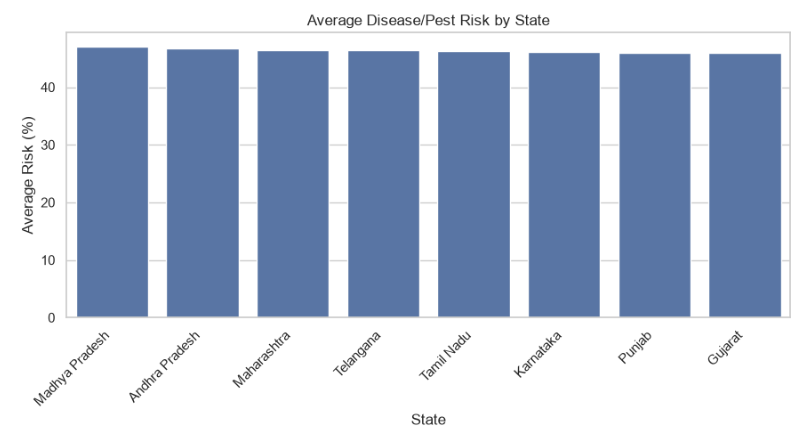 Average Disease/Pest Risk by State
Average Risk (%)
40
30
20
10
0
Madhya Pradesh
Andhra Pradesh
Maharashtra
Telangana
Tamil Nadu
Karnataka
Punjab
Gujarat
State